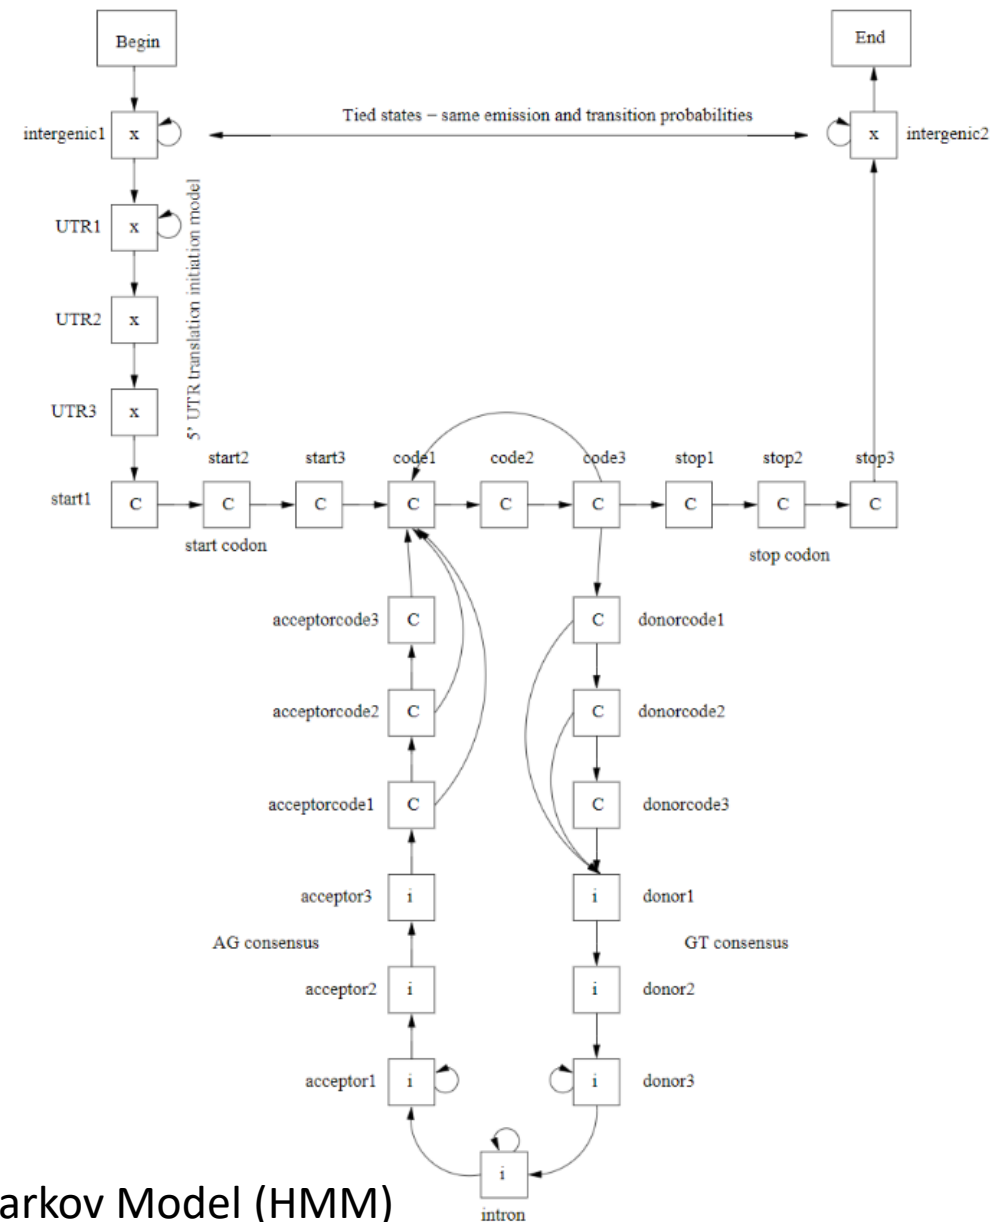 Begin
End
Tied states – same emission and transition probabilities
intergenic1
x
x
intergenic2
UTR1
x
5' UTR translation initiation model
UTR2
x
UTR3
x
start2
start3
code1
code2
code3
stop1
stop2
stop3
start1
C
C
C
C
C
C
C
C
C
start codon
stop codon
acceptorcode3
C
C
donorcode1
acceptorcode2
C
C
donorcode2
acceptorcode1
C
C
donorcode3
acceptor3
i
i
donor1
AG consensus
GT consensus
acceptor2
i
i
donor2
acceptor1
i
i
donor3
i
arkov Model (HMM)
intron